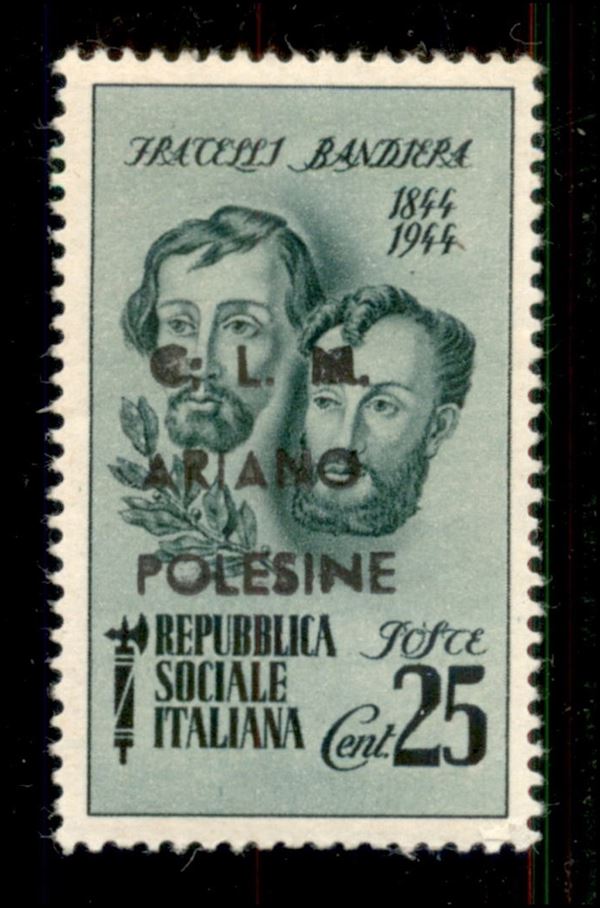 FRATELLI BANDIERA
1844
1944
C. L. M.
ARIANO
POLESINE
REPUBBLICA
SOCIALE
ITALIANA
POSTE
Cent. 25